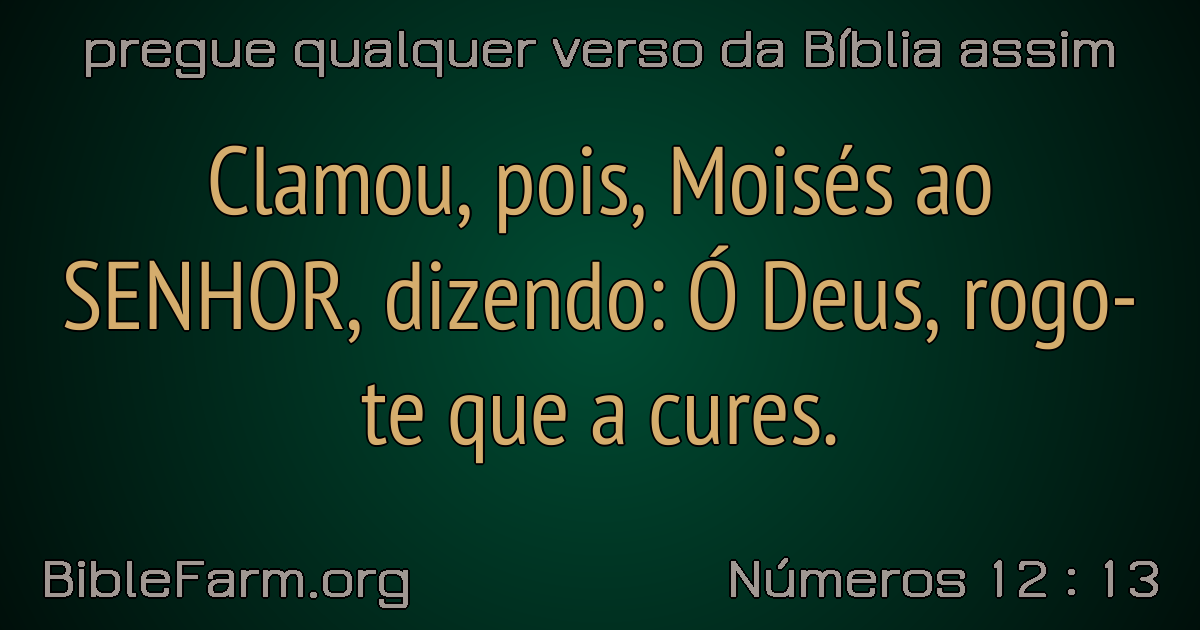 pregue qualquer verso da Bíblia assim
Clamou, pois, Moisés ao
SENHOR, dizendo: Ó Deus, rogo-
te que a cures.
BibleFarm.org
Números 12 : 13